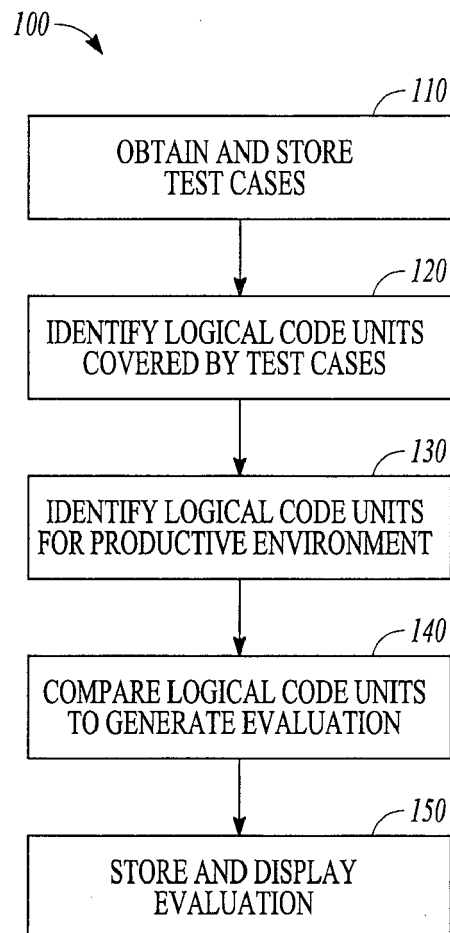 100
110
OBTAIN AND STORE
TEST CASES
120
IDENTIFY LOGICAL CODE UNITS
COVERED BY TEST CASES
130
IDENTIFY LOGICAL CODE UNITS
FOR PRODUCTIVE ENVIRONMENT
140
COMPARE LOGICAL CODE UNITS
TO GENERATE EVALUATION
150
STORE AND DISPLAY
EVALUATION